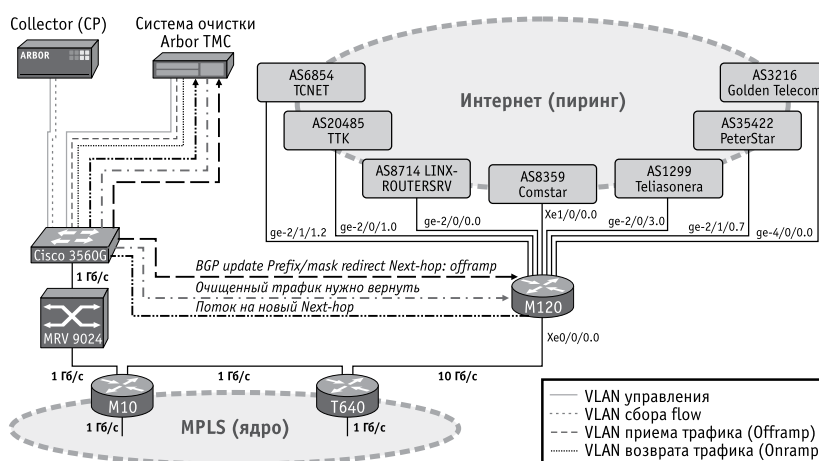 Collector (CP)
ARBOR
Система очистки
Arbor TMC
Интернет (пиринг)
AS6854
TCNET
AS20485
TTK
AS8714 LINX-
ROUTERSRV
AS8359
Comstar
AS1299
Teliasonera
AS35422
PeterStar
AS3216
Golden Telecom
ge-2/1/1.2
ge-2/0/1.0
ge-2/0/0.0
Xe1/0/0.0
ge-2/0/3.0
ge-2/1/0.7
ge-4/0/0.0
Cisco 3560G
1 Гб/с
BGP update Prefix/mask redirect Next-hop: offramp
Очищенный трафик нужно вернуть
Поток на новый Next-hop
M120
MRV 9024
Xe0/0/0.0
1 Гб/с
1 Гб/с
10 Гб/с
M10
T640
1 Гб/с
MPLS (ядро)
1 Гб/с
VLAN управления
VLAN сбора flow
VLAN приема трафика (Offramp)
VLAN возврата трафика (Onramp